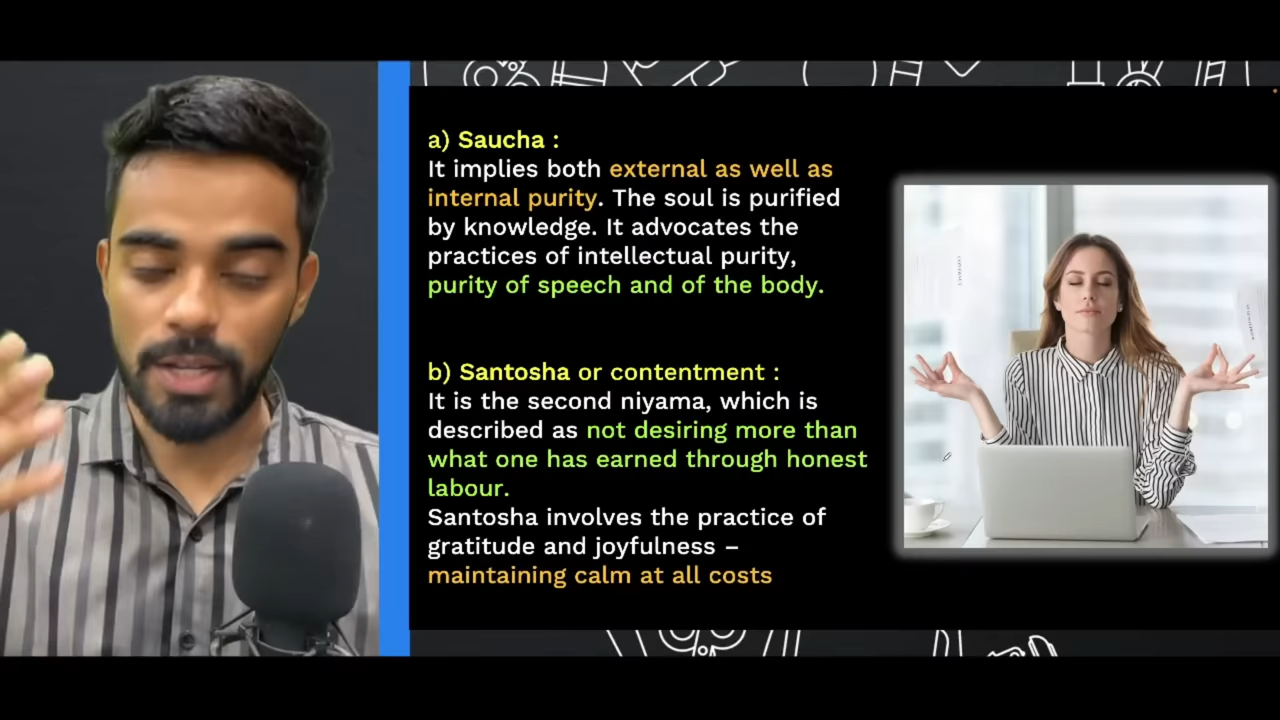 a) Saucha :
It implies both external as well as
internal purity. The soul is purified
by knowledge. It advocates the
practices of intellectual purity,
purity of speech and of the body.
b) Santosha or contentment :
It is the second niyama, which is
described as not desiring more than
what one has earned through honest
labour.
Santosha involves the practice of
gratitude and joyfulness –
maintaining calm at all costs